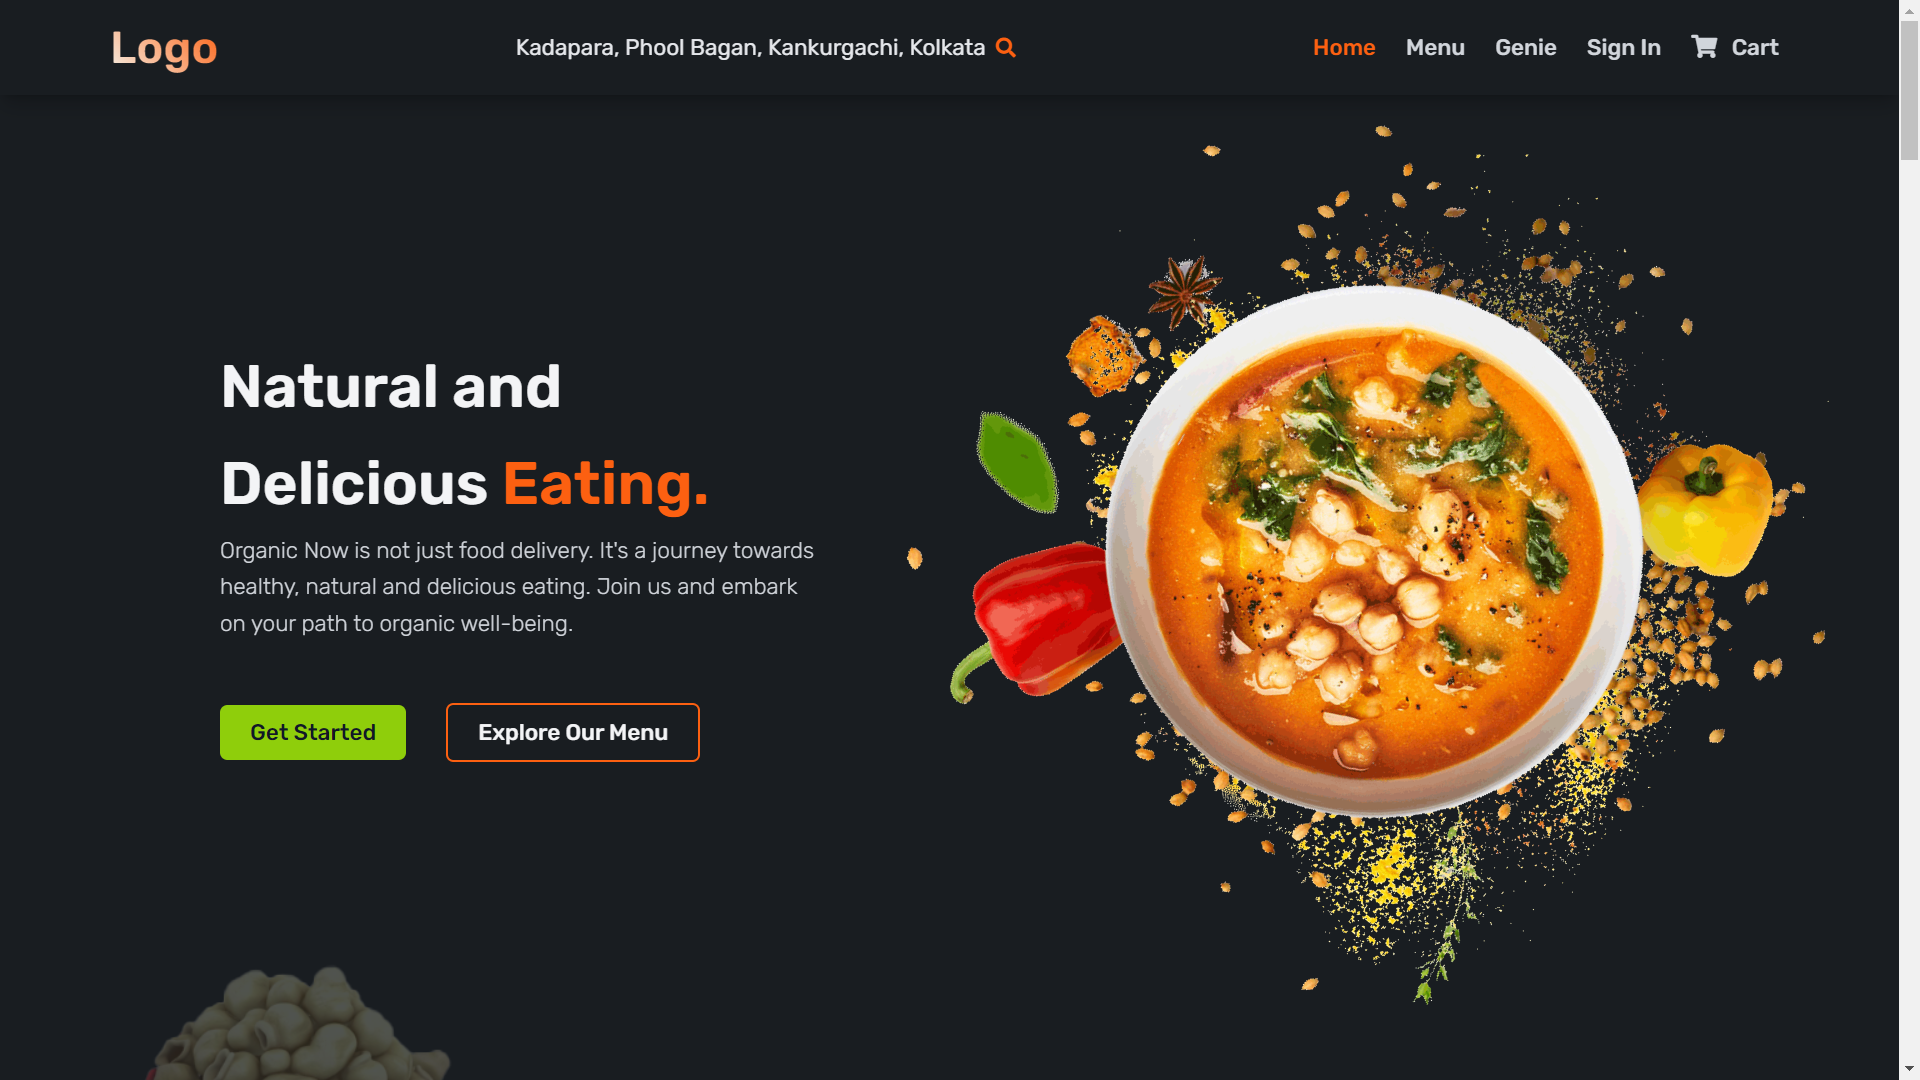 Logo
Kadapara, Phool Bagan, Kankurgachi, Kolkata
Home Menu Genie Sign In Cart
Natural and
Delicious Eating.
Organic Now is not just food delivery. It's a journey towards
healthy, natural and delicious eating. Join us and embark
on your path to organic well-being.
Get Started Explore Our Menu